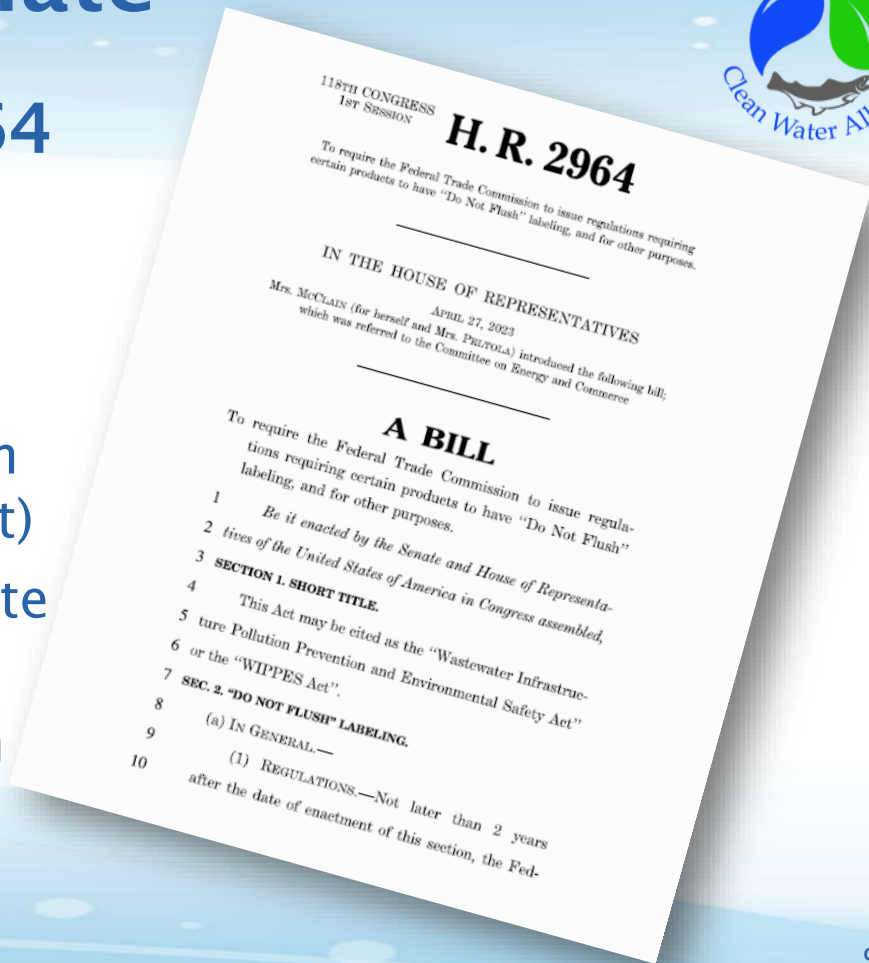 64
t)
te
118TH CONGRESS
1ST SESSION
H. R. 2964
To require the Federal Trade Commission to issue regulations requiring
certain products to have “Do Not Flush” labeling, and for other purposes.
IN THE HOUSE OF REPRESENTATIVES
APRIL 27, 2023
Mrs. MCCLAIN (for herself and Mrs. PELTOLA) introduced the following bill;
which was referred to the Committee on Energy and Commerce
A BILL
To require the Federal Trade Commission to issue regula-
tions requiring certain products to have “Do Not Flush”
labeling, and for other purposes.
1 Be it enacted by the Senate and House of Representa-
2 tives of the United States of America in Congress assembled,
3 SECTION 1. SHORT TITLE.
4 This Act may be cited as the “Wastewater Infrastruc-
5 ture Pollution Prevention and Environmental Safety Act”
6 or the “WIPPES Act”.
7 SEC. 2. “DO NOT FLUSH” LABELING.
8 (a) IN GENERAL.—
9 (1) REGULATIONS.—Not later than 2 years
10 after the date of enactment of this section, the Fed-
Clean Water All